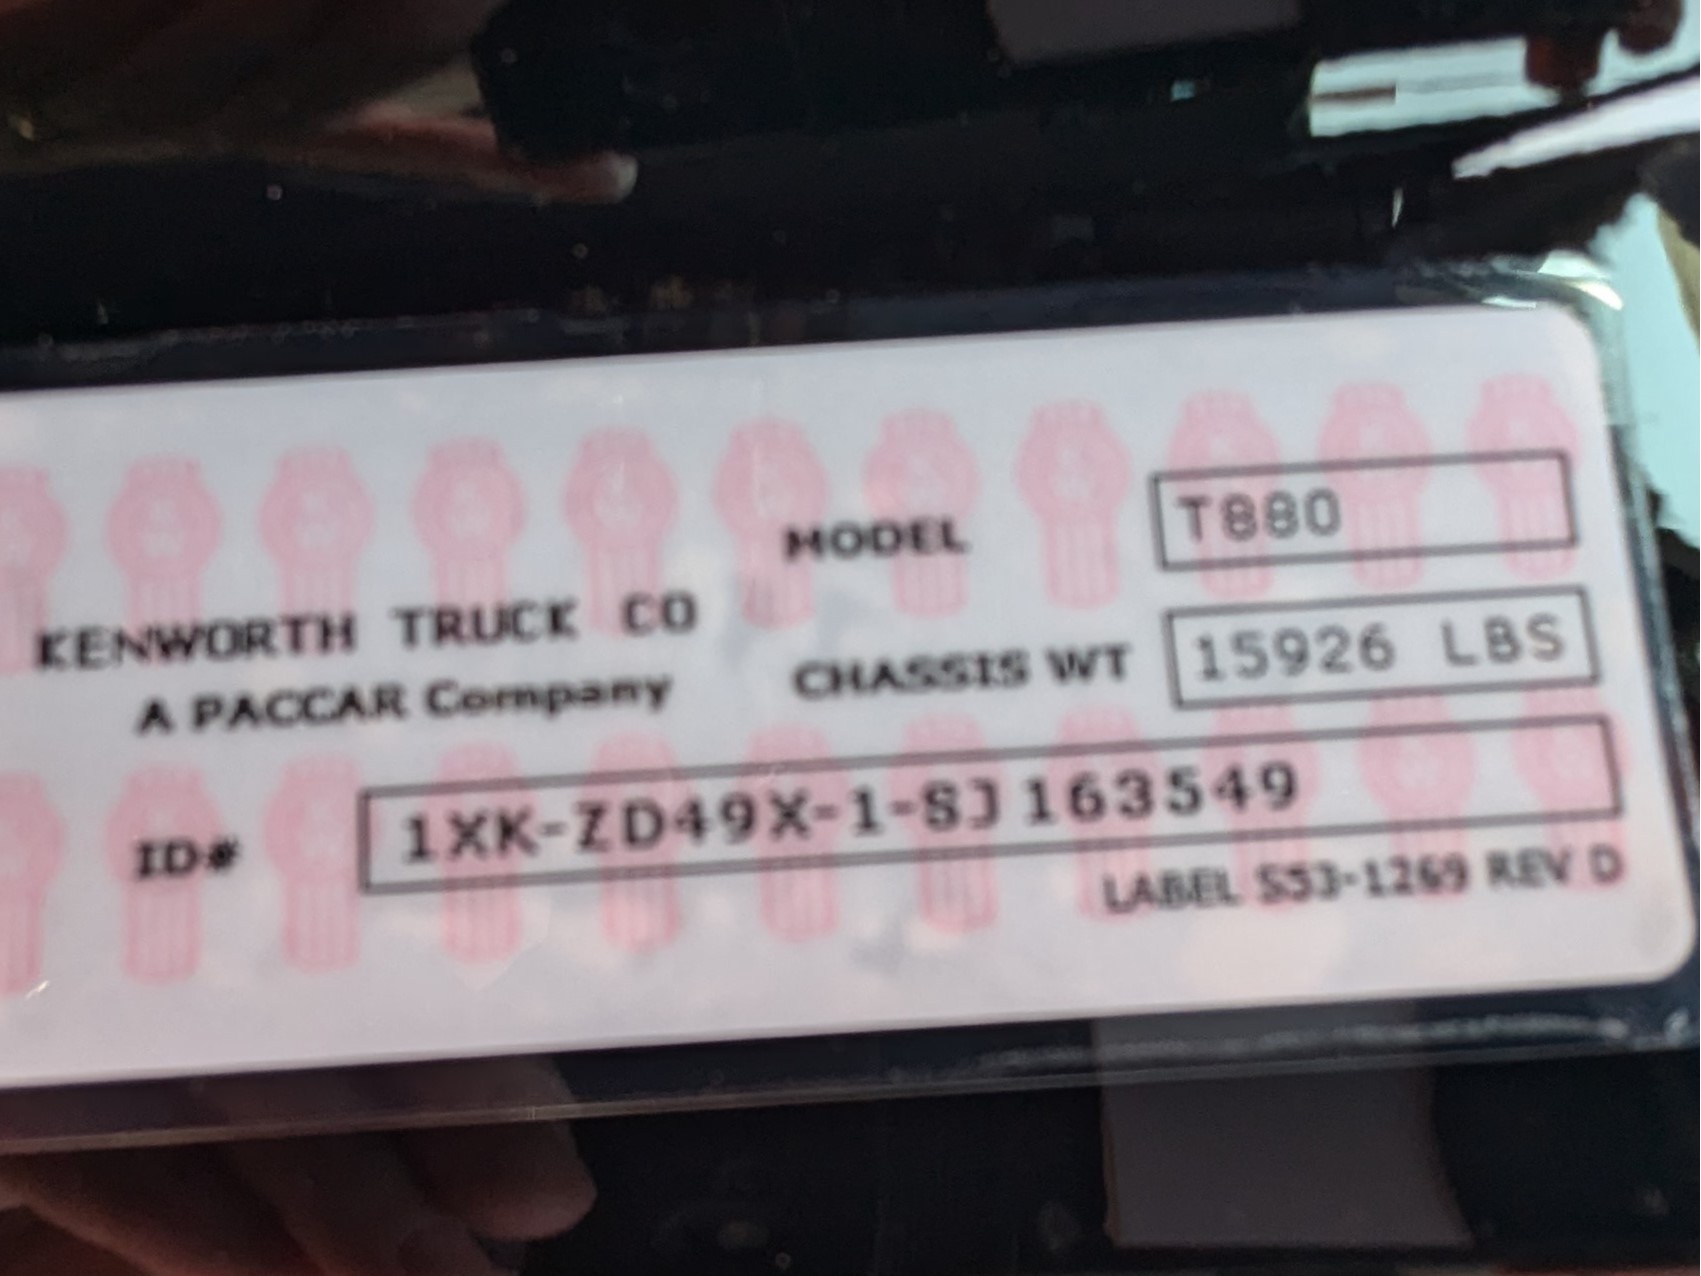 MODEL T880
KENWORTH TRUCK CO
A PACCAR Company
CHASSIS WT 15926 LBS
ID# 1XK-ZD49X-1-SJ163549
LABEL S53-1269 REV D